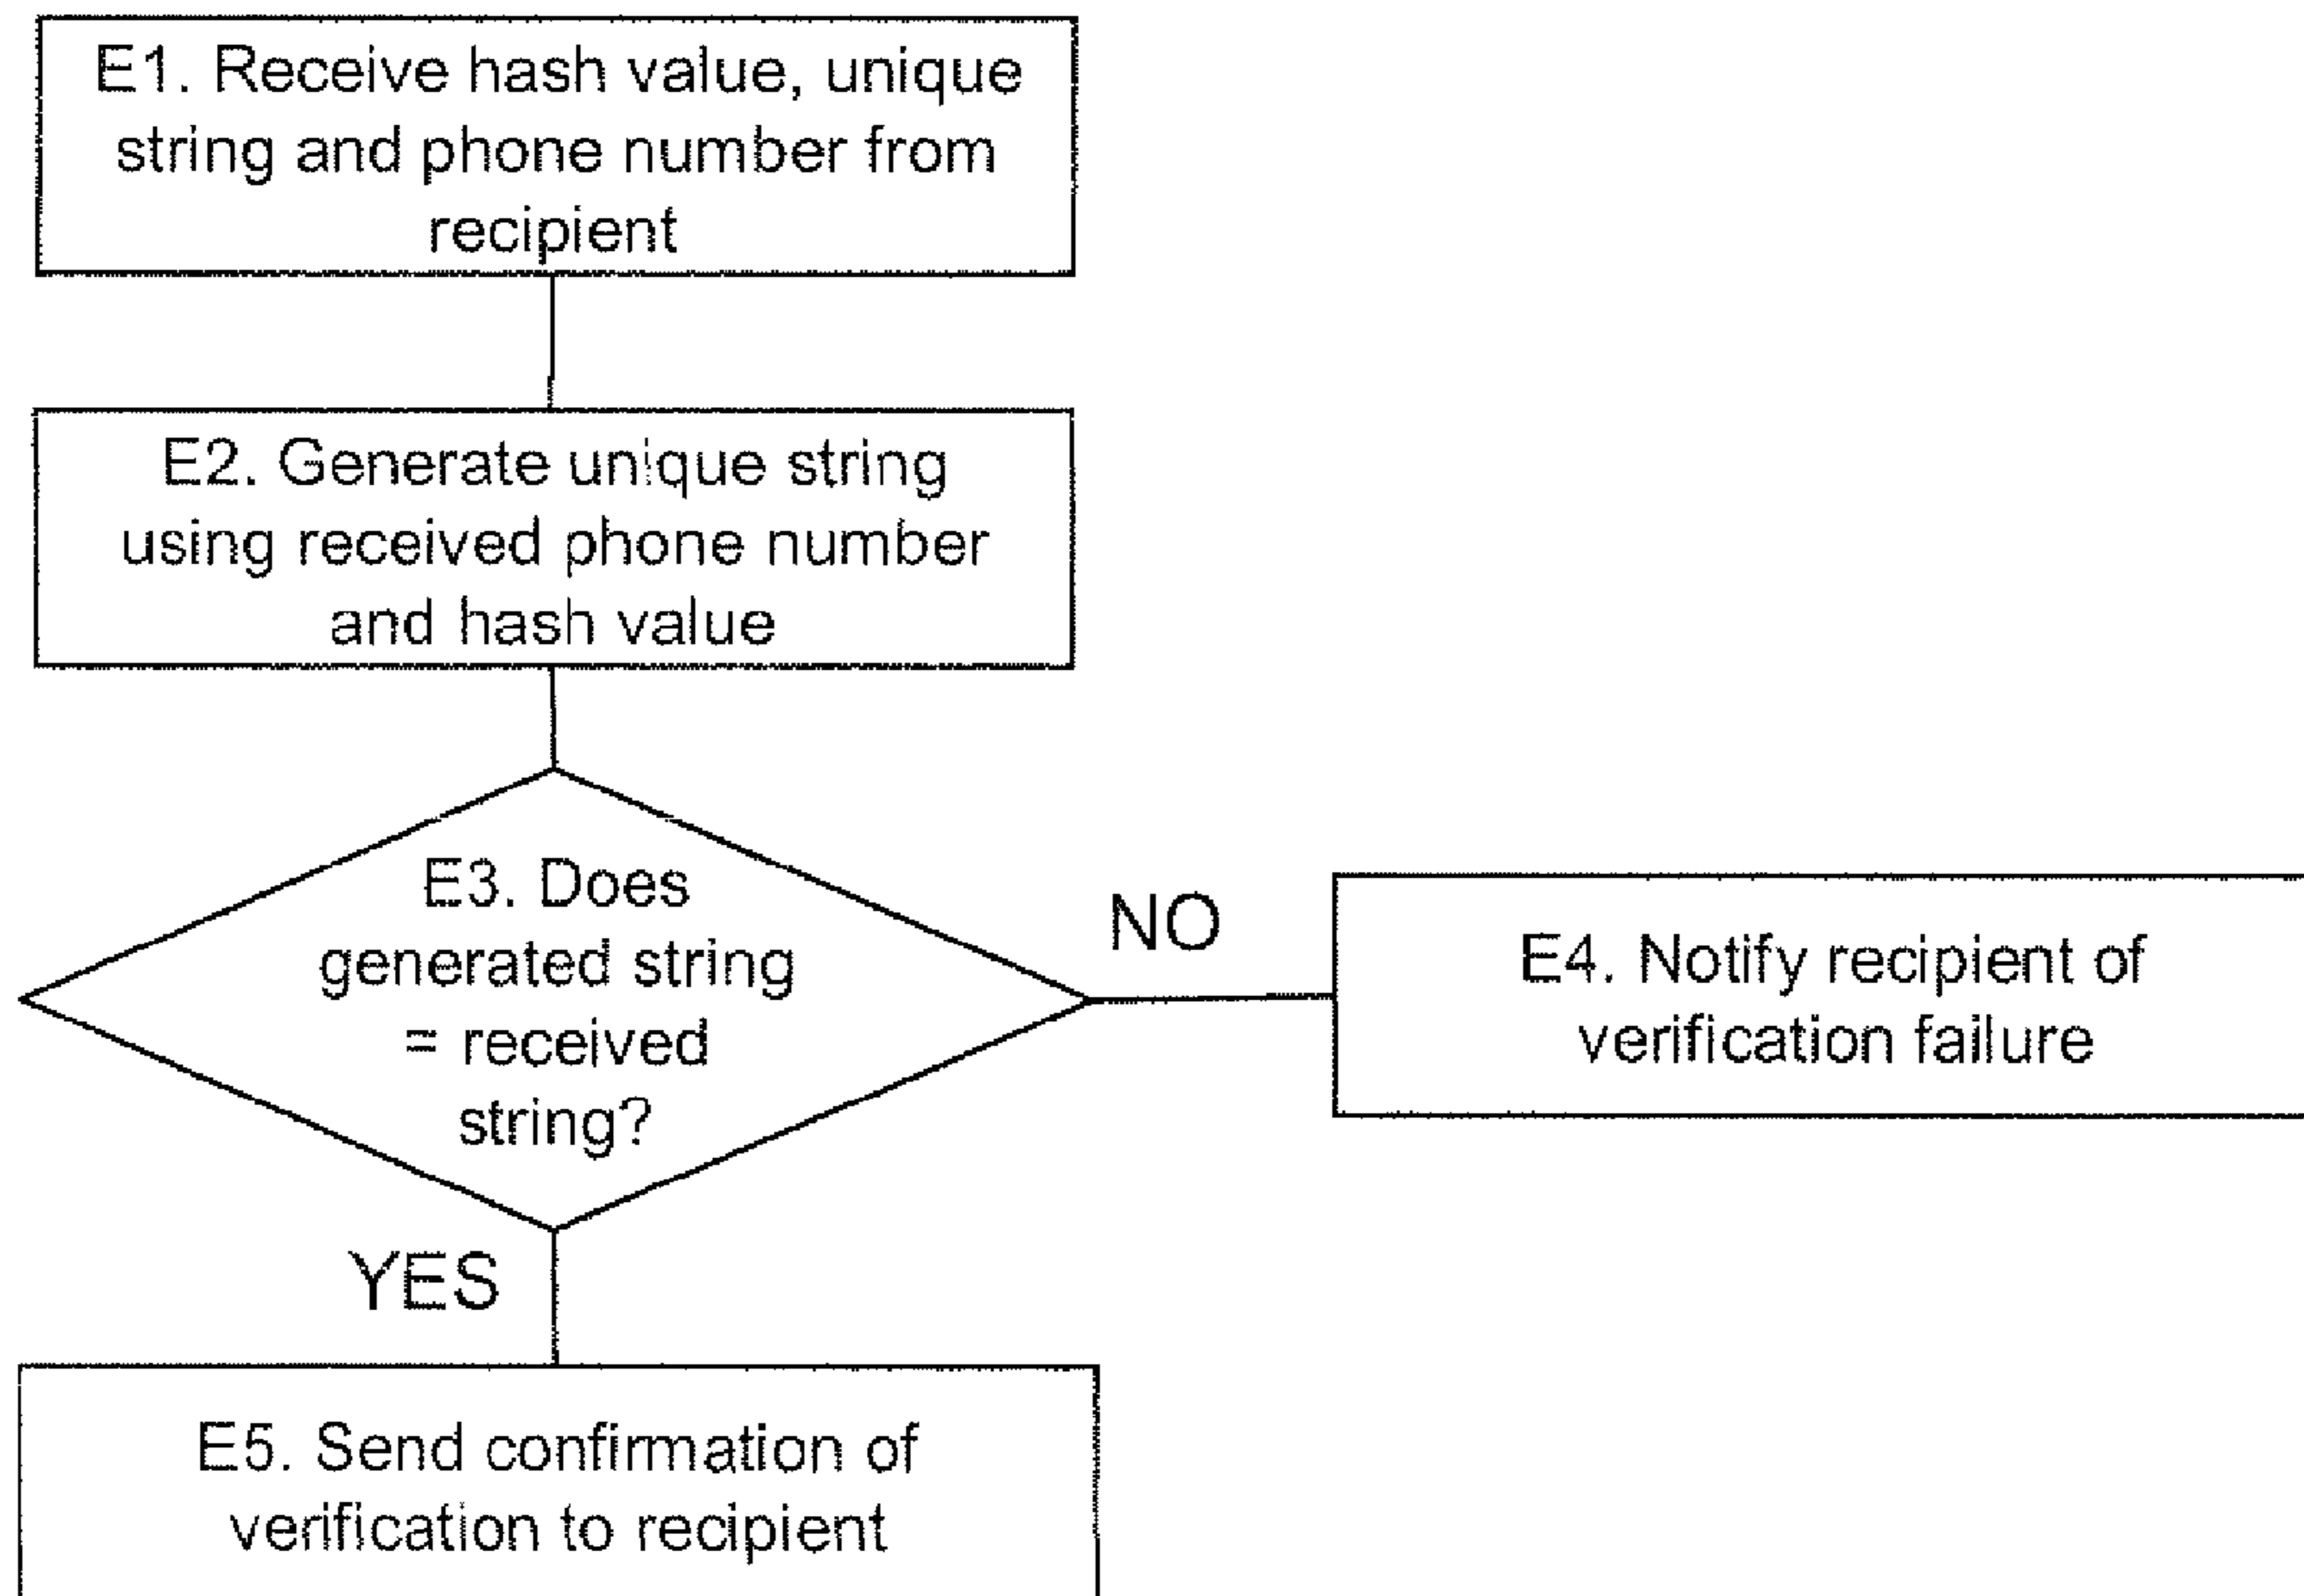 E1. Receive hash value, unique
string and phone number from
recipient
E2. Generate unique string
using received phone number
and hash value
E3. Does
generated string
= received
string?
NO
E4. Notify recipient of
verification failure
YES
E5. Send confirmation of
verification to recipient